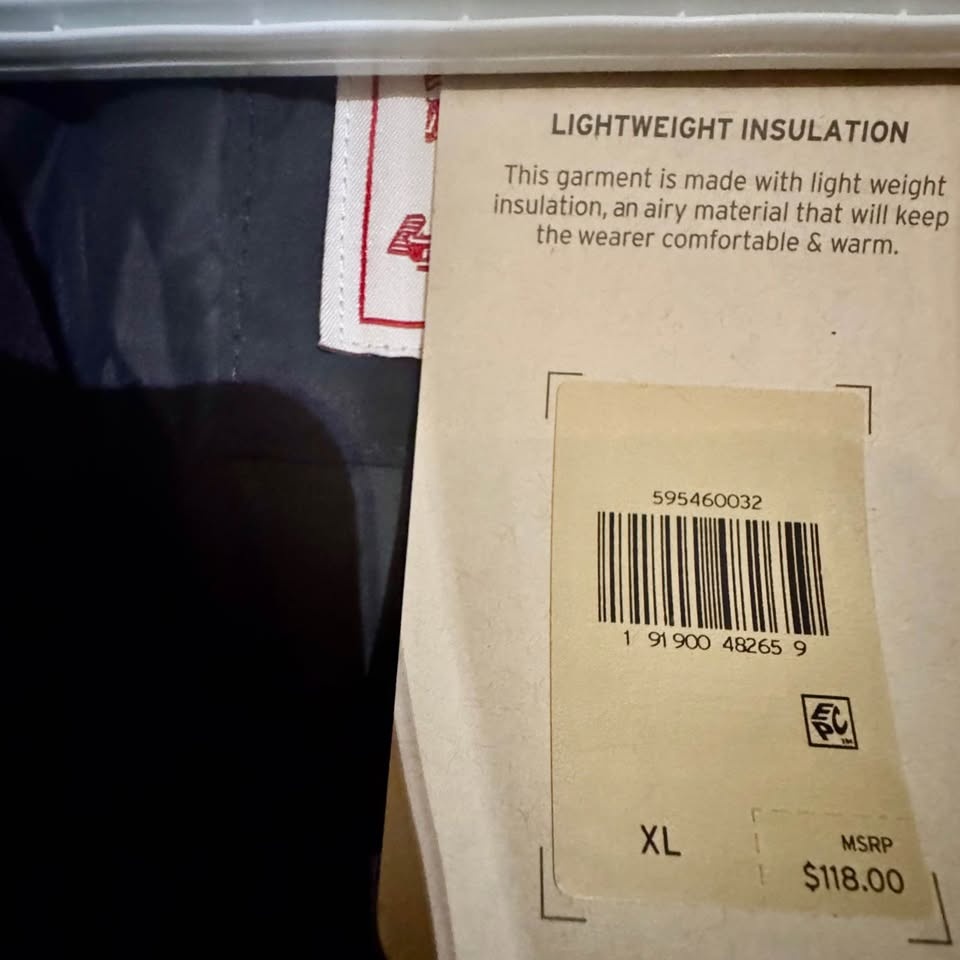 LIGHTWEIGHT INSULATION
This garment is made with light weight
insulation, an airy material that will keep
the wearer comfortable & warm.
595460032
1 91900 48265 9
EPC™
XL
MSRP
$118.00